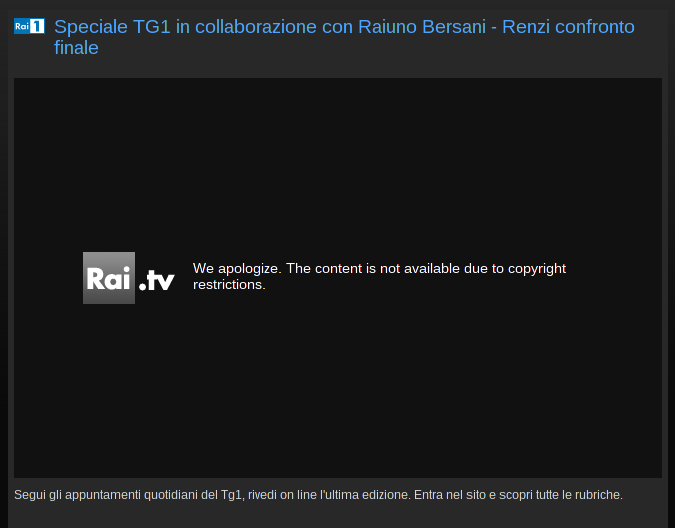 Rai 1
Speciale TG1 in collaborazione con Raiuno Bersani - Renzi confronto
finale
Rai .tv
We apologize. The content is not available due to copyright
restrictions.
Segui gli appuntamenti quotidiani del Tg1, rivedi on line l'ultima edizione. Entra nel sito e scopri tutte le rubriche.